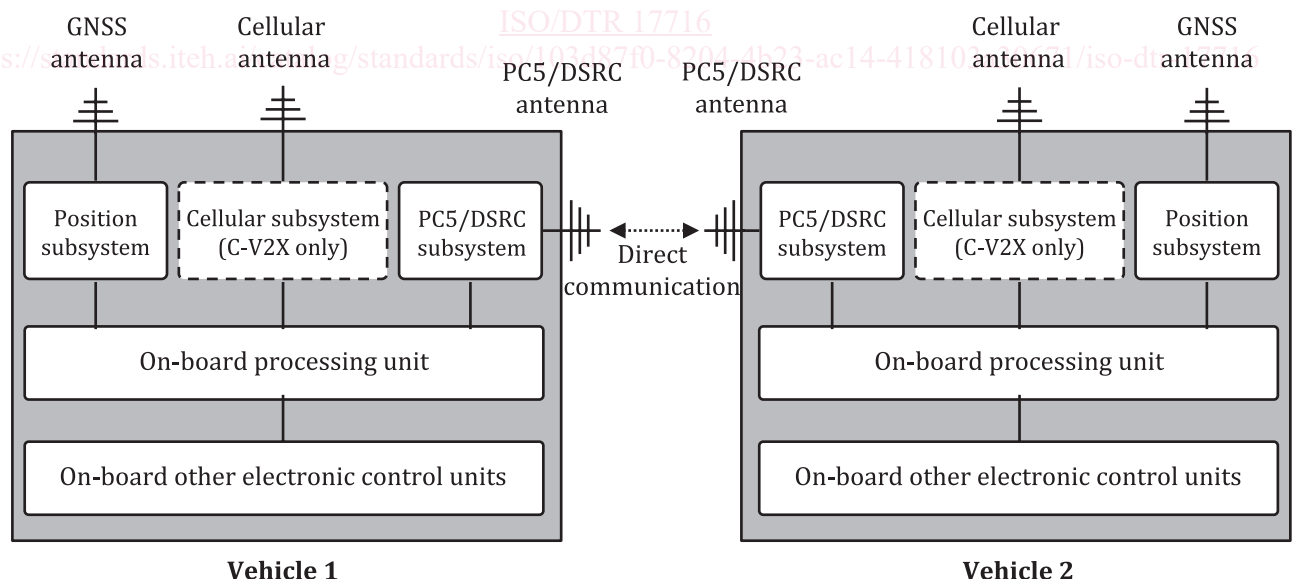 ISO/DTR 17716
GNSS
antenna
Cellular
antenna
PC5/DSRC
antenna
PC5/DSRC
antenna
Cellular
antenna
GNSS
antenna
Position
subsystem
Cellular subsystem
(C-V2X only)
PC5/DSRC
subsystem
Direct
communication
PC5/DSRC
subsystem
Cellular subsystem
(C-V2X only)
Position
subsystem
On-board processing unit
On-board processing unit
On-board other electronic control units
On-board other electronic control units
Vehicle 1
Vehicle 2